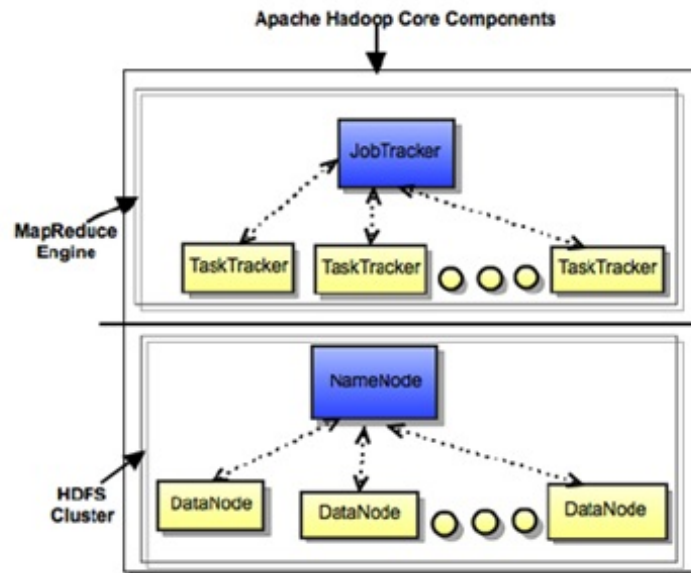 Apache Hadoop Core Components
JobTracker
MapReduce
Engine
TaskTracker
TaskTracker
TaskTracker
NameNode
HDFS
Cluster
DataNode
DataNode
DataNode